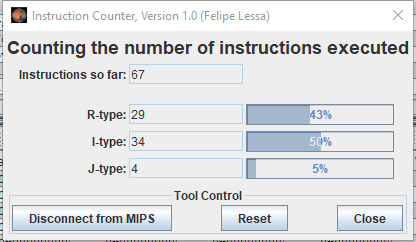 Instruction Counter, Version 1.0 (Felipe Lessa)
Counting the number of instructions executed
Instructions so far: 67
R-type: 29 43%
I-type: 34 50%
J-type: 4 5%
Tool Control
Disconnect from MIPS Reset Close